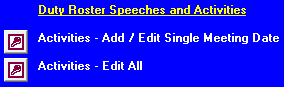 Duty Roster Speeches and Activities
Activities - Add / Edit Single Meeting Date
Activities - Edit All